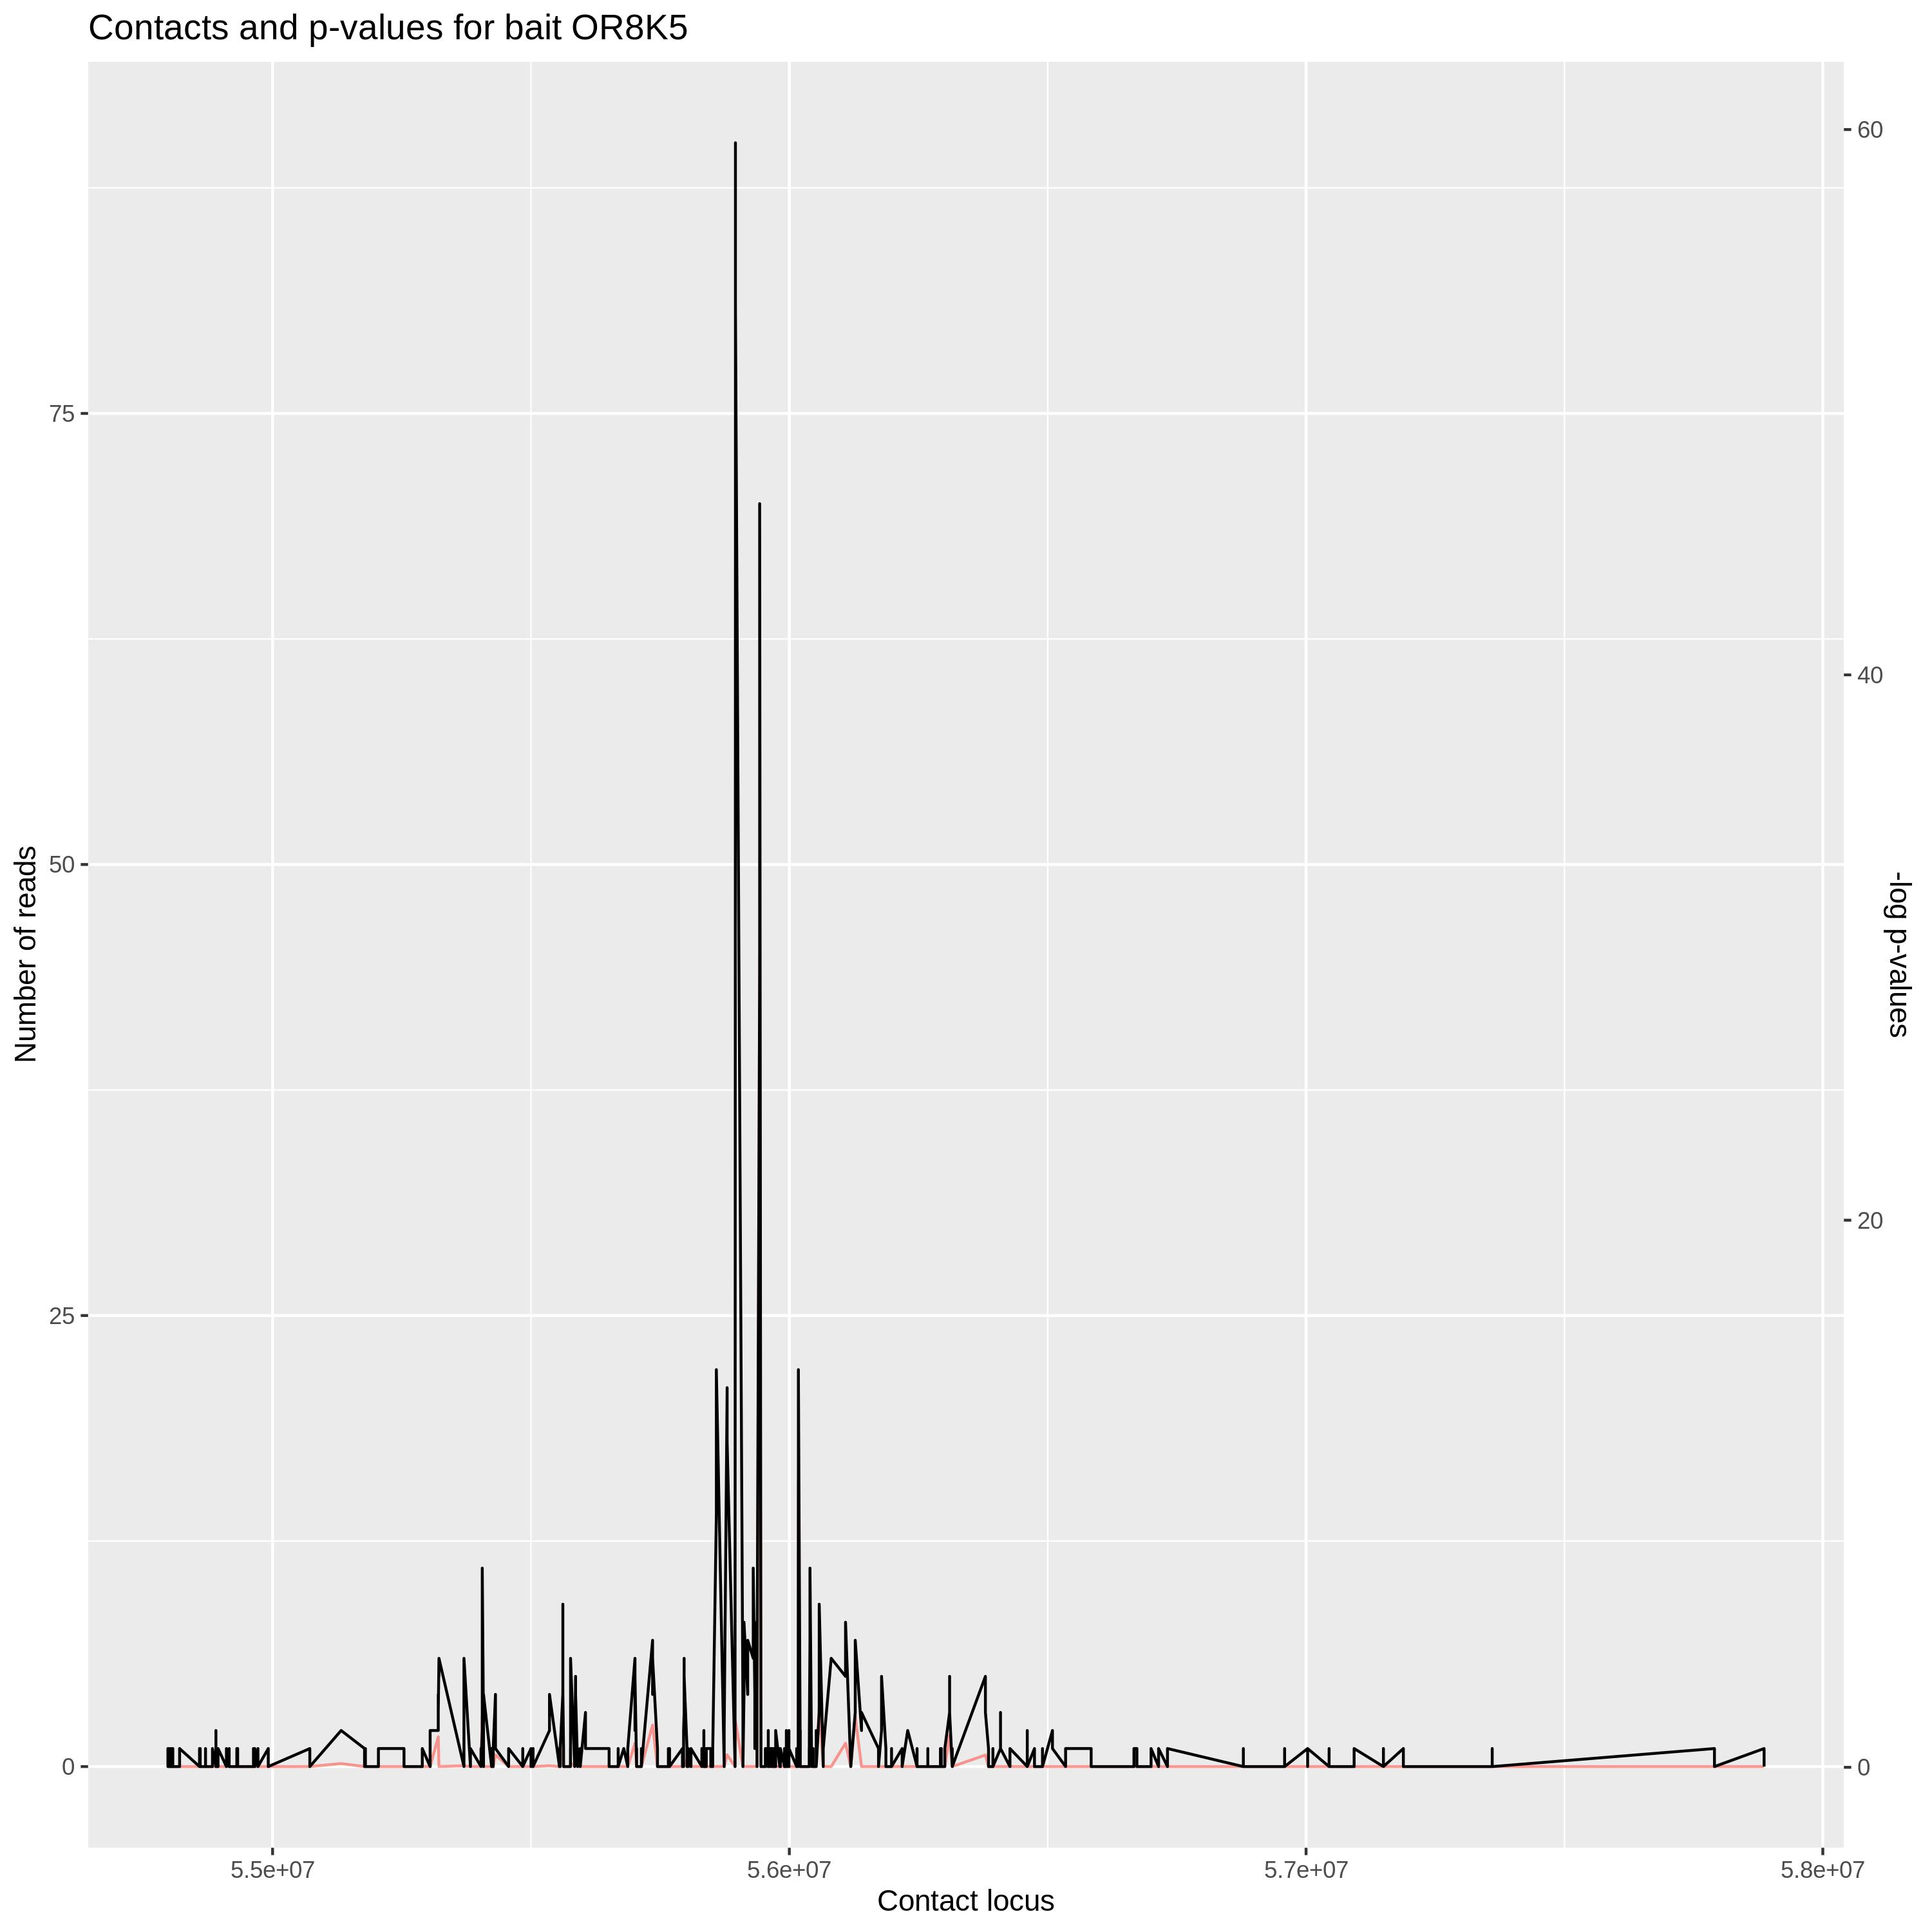 Contacts and p-values for bait OR8K5
60
75
40
50
Number of reads
-log p-values
20
25
0
0
5.5e+07 5.6e+07 5.7e+07 5.8e+07
Contact locus